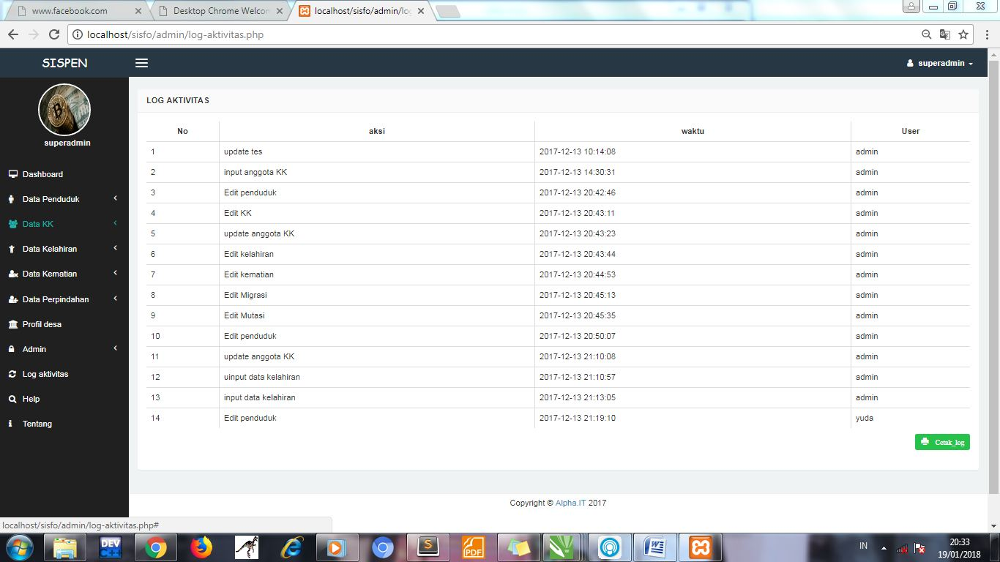 www.facebook.com
Desktop Chrome Welcom
localhost/sisfo/admin/lo
localhost/sisfo/admin/log-aktivitas.php
SISPEN
superadmin
superadmin
Dashboard
Data Penduduk
Data KK
Data Kelahiran
Data Kematian
Data Perpindahan
Profil desa
Admin
Log aktivitas
Help
Tentang
LOG AKTIVITAS
No aksi waktu User
1 update tes 2017-12-13 10:14:08 admin
2 input anggota KK 2017-12-13 14:30:31 admin
3 Edit penduduk 2017-12-13 20:42:46 admin
4 Edit KK 2017-12-13 20:43:11 admin
5 update anggota KK 2017-12-13 20:43:23 admin
6 Edit kelahiran 2017-12-13 20:43:44 admin
7 Edit kematian 2017-12-13 20:44:53 admin
8 Edit Migrasi 2017-12-13 20:45:13 admin
9 Edit Mutasi 2017-12-13 20:45:35 admin
10 Edit penduduk 2017-12-13 20:50:07 admin
11 update anggota KK 2017-12-13 21:10:08 admin
12 uinput data kelahiran 2017-12-13 21:10:57 admin
13 input data kelahiran 2017-12-13 21:13:05 admin
14 Edit penduduk 2017-12-13 21:19:10 yuda
Cetak_log
Copyright © Alpha.IT 2017
localhost/sisfo/admin/log-aktivitas.php#
DEV
C++
PDF
IN
20:33
19/01/2018